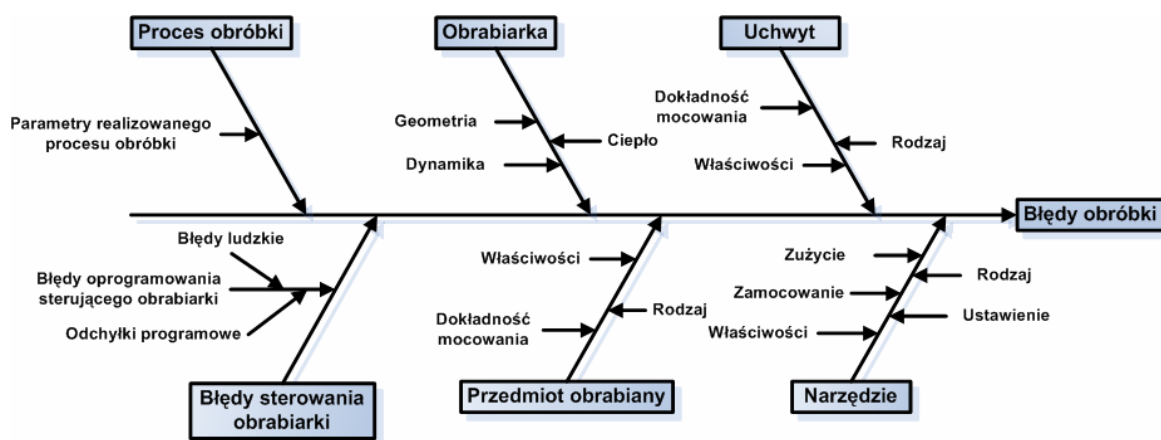 Proces obróbki
Obrabiarka
Uchwyt
Parametry realizowanego
procesu obróbki
Geometria
Ciepło
Dynamika
Dokładność
mocowania
Rodzaj
Właściwości
Błędy obróbki
Błędy ludzkie
Błędy oprogramowania
sterującego obrabiarki
Odchyłki programowe
Właściwości
Rodzaj
Dokładność
mocowania
Zużycie
Rodzaj
Zamocowanie
Ustawienie
Właściwości
Błędy sterowania
obrabiarki
Przedmiot obrabiany
Narzędzie